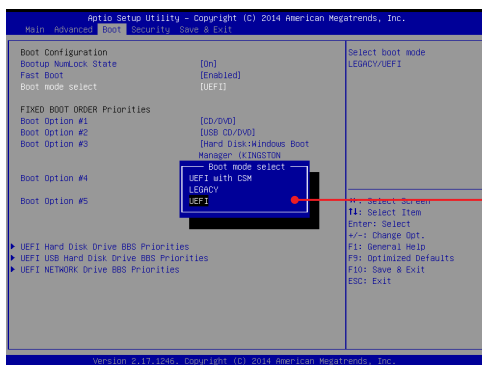 Aptio Setup Utility – Copyright (C) 2014 American Megatrends, Inc.
Main Advanced Boot Security Save & Exit
Boot Configuration
Bootup NumLock State [On]
Fast Boot [Enabled]
Boot mode select [UEFI]
FIXED BOOT ORDER Priorities
Boot Option #1 [CD/DVD]
Boot Option #2 [USB CD/DVD]
Boot Option #3 [Hard Disk:Windows Boot
Manager (KINGSTON
Boot Option #4
Boot Option #5
Boot mode select
UEFI with CSM
LEGACY
UEFI
UEFI Hard Disk Drive BBS Priorities
UEFI USB Hard Disk Drive BBS Priorities
UEFI NETWORK Drive BBS Priorities
Select boot mode
LEGACY/UEFI
: Select Screen
↑↓: Select Item
Enter: Select
+/-: Change Opt.
F1: General Help
F9: Optimized Defaults
F10: Save & Exit
ESC: Exit
Version 2.17.1246. Copyright (C) 2014 American Megatrends, Inc.